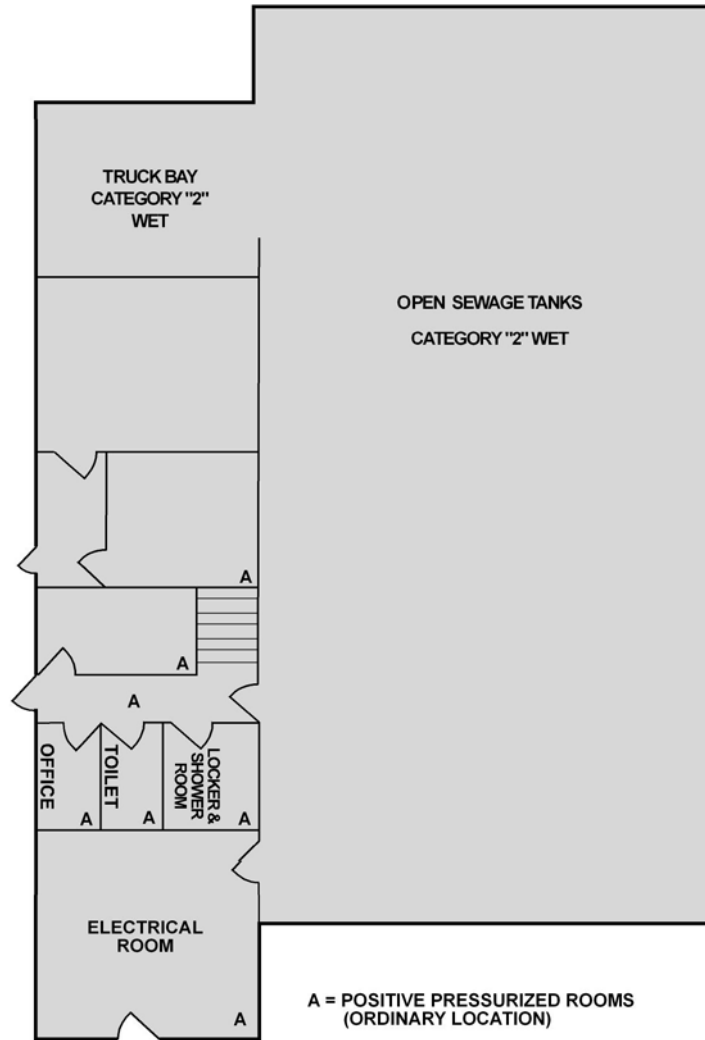 TRUCK BAY
CATEGORY "2"
WET
OPEN SEWAGE TANKS
CATEGORY "2" WET
A
A
A
OFFICE
A
TOILET
A
LOCKER &
SHOWER
ROOM
A
ELECTRICAL
ROOM
A
A = POSITIVE PRESSURIZED ROOMS
(ORDINARY LOCATION)